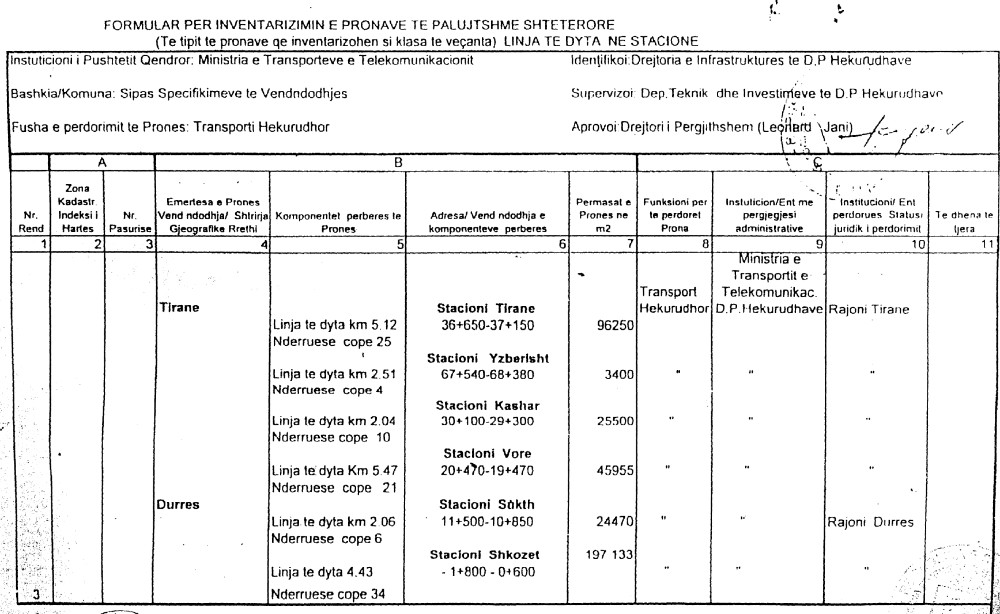 FORMULAR PER INVENTARIZIMIN E PRONAVE TE PALUJTSHME SHTETERORE
(Te tipit te pronave qe inventarizohen si klasa te veçanta) LINJA TE DYTA NE STACIONE
Instuticioni i Pushtetit Qendror: Ministria e Transporteve e Telekomunikacionit Identifikoi:Drejtoria e Infrastruktures te D.P Hekurudhave
Bashkia/Komuna: Sipas Specifikimeve te Vendndodhjes Supervizoi: Dep.Teknik dhe Investimeve te D.P Hekurudhave
Fusha e perdorimit te Prones: Transporti Hekurudhor Aprovoi:Drejtori i Pergjithshem (Leonard Jani)
A B C
Nr. Rend
Zona Kadastr. Indeksi i Hartes
Nr. Pasurise
Emertesa e Prones Vend ndodhja/ Shtrirja Gjeografike Rrethi
Komponentet perberes te Prones
Adresa/ Vend ndodhja e komponenteve perberes
Permasat e Prones ne m2
Funksioni per te perdoret Prona
Instuticion/Ent me pergjegjesi administrative
Institucioni/ Ent perdorues Statusi juridik i perdorimit
Te dhena te tjera
1 2 3 4 5 6 7 8 9 10 11
Ministria e
Transportit e
Transport Telekomunikac.
Tirane Stacioni Tirane Hekurudhor D.P.Hekurudhave Rajoni Tirane
Linja te dyta km 5.12 36+650-37+150 96250
Nderruese cope 25
Stacioni Yzberisht
Linja te dyta km 2.51 67+540-68+380 3400 " " "
Nderruese cope 4
Stacioni Kashar
Linja te dyta km 2.04 30+100-29+300 25500 " " "
Nderruese cope 10
Stacioni Vore
Linja te dyta Km 5.47 20+470-19+470 45955 " " "
Nderruese cope 21
Durres Stacioni Sukth
Linja te dyta km 2.06 11+500-10+850 24470 " " Rajoni Durres
Nderruese cope 6
Stacioni Shkozet 197 133
Linja te dyta 4.43 - 1+800 - 0+600 " " "
3 Nderruese cope 34